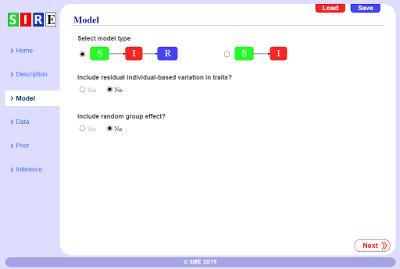 SIRE
Load Save
Model
Home
Description
Model
Data
Prior
Inference
Select model type
S I R S I
Include residual individual-based variation in traits?
Yes No
Include random group effect?
Yes No
Next
© SIRE 2019